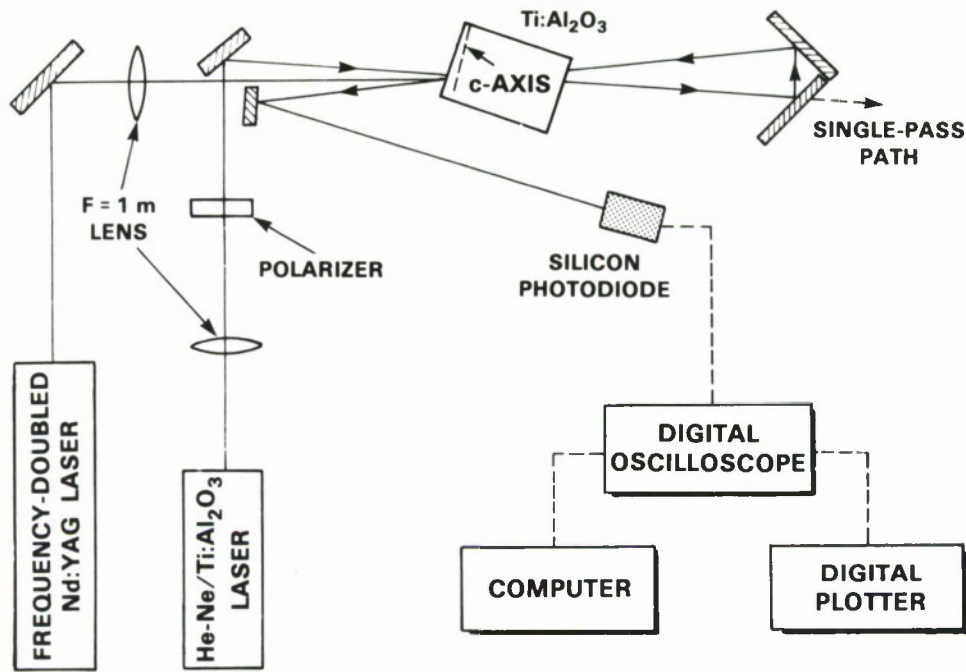 Ti:Al2O3
c-AXIS
SINGLE-PASS
PATH
F = 1 m
LENS
POLARIZER
SILICON
PHOTODIODE
FREQUENCY-DOUBLED
Nd:YAG LASER
He-Ne/Ti:Al2O3
LASER
DIGITAL
OSCILLOSCOPE
COMPUTER
DIGITAL
PLOTTER